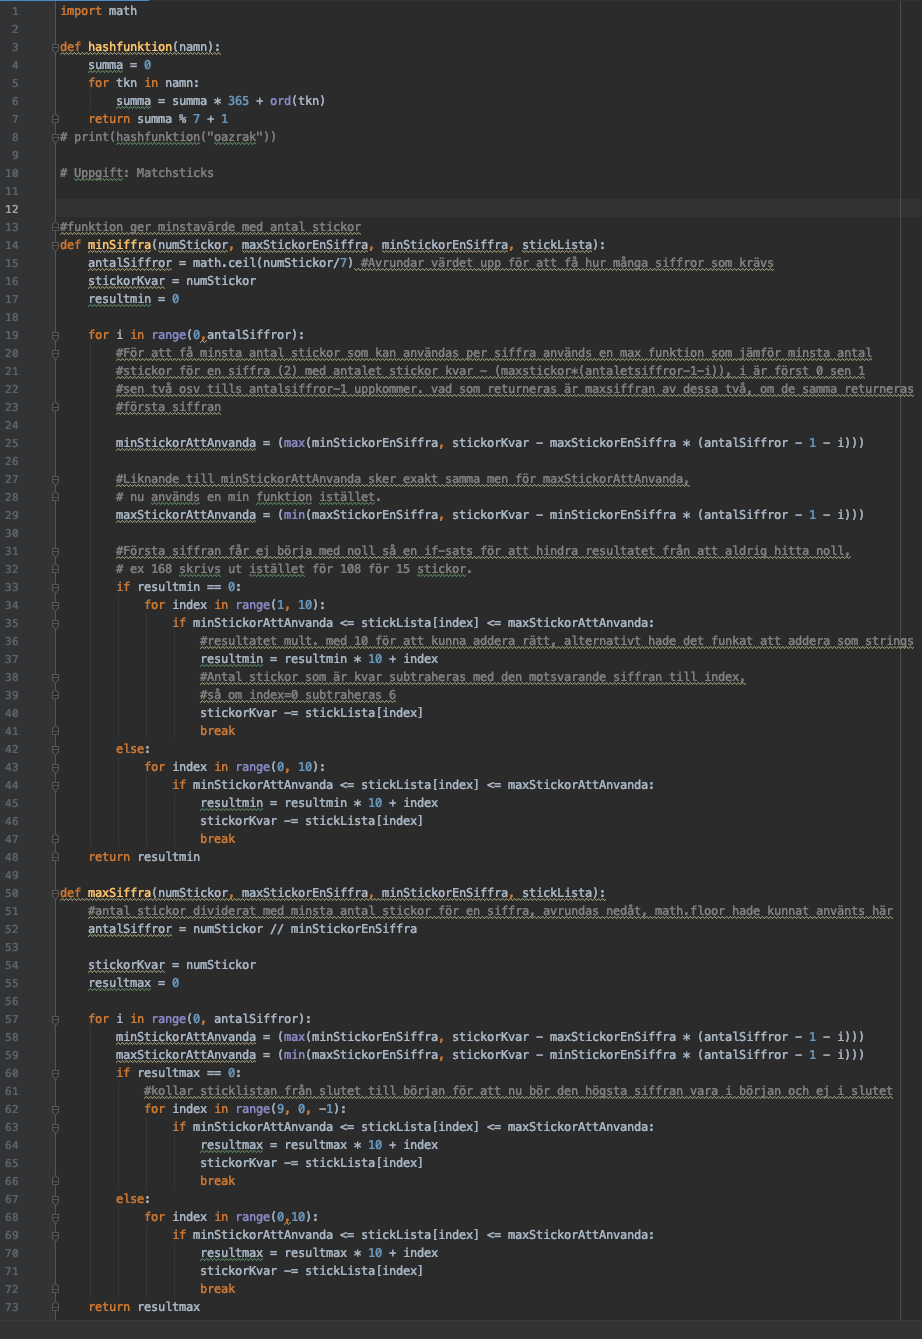 1 import math
2
3 def hashfunktion(namn):
4     summa = 0
5     for tkn in namn:
6         summa = summa * 365 + ord(tkn)
7     return summa % 7 + 1
8 # print(hashfunktion("oazrak"))
9
10 # Uppgift: Matchsticks
11
12
13 #funktion ger minstavärde med antal stickor
14 def minSiffra(numStickor, maxStickorEnSiffra, minStickorEnSiffra, stickLista):
15     antalSiffror = math.ceil(numStickor/7) #Avrundar värdet upp för att få hur många siffror som krävs
16     stickorKvar = numStickor
17     resultmin = 0
18
19     for i in range(0,antalSiffror):
20         #För att få minsta antal stickor som kan användas per siffra används en max funktion som jämför minsta antal
21         #stickor för en siffra (2) med antalet stickor kvar - (maxstickor*(antaletsiffror-1-i)), i är först 0 sen 1
22         #sen två osv tills antalsiffror-1 uppkommer. vad som returneras är maxsiffran av dessa två, om de samma returneras
23         #första siffran
24
25         minStickorAttAnvanda = (max(minStickorEnSiffra, stickorKvar - maxStickorEnSiffra * (antalSiffror - 1 - i)))
26
27         #Liknande till minStickorAttAnvanda sker exakt samma men för maxStickorAttAnvanda,
28         # nu används en min funktion istället.
29         maxStickorAttAnvanda = (min(maxStickorEnSiffra, stickorKvar - minStickorEnSiffra * (antalSiffror - 1 - i)))
30
31         #Första siffran får ej börja med noll så en if-sats för att hindra resultatet från att aldrig hitta noll,
32         # ex 168 skrivs ut istället för 108 för 15 stickor.
33         if resultmin == 0:
34             for index in range(1, 10):
35                 if minStickorAttAnvanda <= stickLista[index] <= maxStickorAttAnvanda:
36                     #resultatet mult. med 10 för att kunna addera rätt, alternativt hade det funkat att addera som strings
37                     resultmin = resultmin * 10 + index
38                     #Antal stickor som är kvar subtraheras med den motsvarande siffran till index,
39                     #så om index=0 subtraheras 6
40                     stickorKvar -= stickLista[index]
41                     break
42         else:
43             for index in range(0, 10):
44                 if minStickorAttAnvanda <= stickLista[index] <= maxStickorAttAnvanda:
45                     resultmin = resultmin * 10 + index
46                     stickorKvar -= stickLista[index]
47                     break
48     return resultmin
49
50 def maxSiffra(numStickor, maxStickorEnSiffra, minStickorEnSiffra, stickLista):
51     #antal stickor dividerat med minsta antal stickor för en siffra, avrundas nedåt, math.floor hade kunnat använts här
52     antalSiffror = numStickor // minStickorEnSiffra
53
54     stickorKvar = numStickor
55     resultmax = 0
56
57     for i in range(0, antalSiffror):
58         minStickorAttAnvanda = (max(minStickorEnSiffra, stickorKvar - maxStickorEnSiffra * (antalSiffror - 1 - i)))
59         maxStickorAttAnvanda = (min(maxStickorEnSiffra, stickorKvar - minStickorEnSiffra * (antalSiffror - 1 - i)))
60         if resultmax == 0:
61             #kollar sticklistan från slutet till början för att nu bör den högsta siffran vara i början och ej i slutet
62             for index in range(9, 0, -1):
63                 if minStickorAttAnvanda <= stickLista[index] <= maxStickorAttAnvanda:
64                     resultmax = resultmax * 10 + index
65                     stickorKvar -= stickLista[index]
66                     break
67         else:
68             for index in range(0,10):
69                 if minStickorAttAnvanda <= stickLista[index] <= maxStickorAttAnvanda:
70                     resultmax = resultmax * 10 + index
71                     stickorKvar -= stickLista[index]
72                     break
73     return resultmax